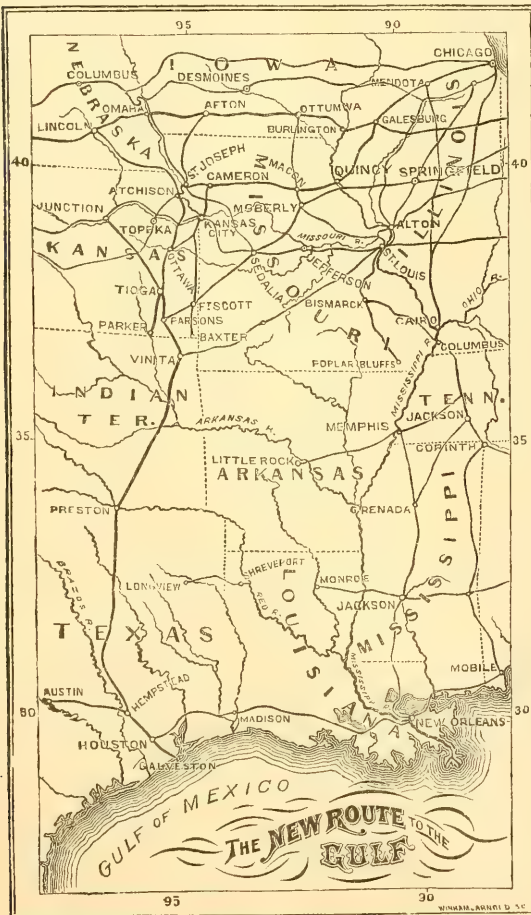 95 90
NEBRASKA
IOWA
CHICAGO
COLUMBUS
DESMOINES
MENDOTA
OMAHA
AFTON
OTTUMWA
GALESBURG
LINCOLN
BURLINGTON
ILLINOIS
40 40
ST JOSEPH
MACON
QUINCY
SPRINGFIELD
CAMERON
ATCHISON
MISSOURI
JUNCTION
MOBERLY
ALTON
TOPEKA
KANSAS CITY
MISSOURI R.
KANSAS
OTTAWA
SEDALIA
JEFFERSON
ST.LOUIS
OHIO R.
TIOGA
FT SCOTT
BISMARCK
CAIRO
PARKER
PARSONS
BAXTER
COLUMBUS
VINITA
POPLAR BLUFFS
MISSISSIPPI R.
INDIAN
TER.
TENN.
ARKANSAS R.
MEMPHIS
JACKSON
35 35
LITTLE ROCK
CORINTH
ARKANSAS
PRESTON
GRENADA
MISSISSIPPI
SHREVEPORT
LONGVIEW
MONROE
BRANOS R.
RED R.
LOUISIANA
JACKSON
TEXAS
MISSISSIPPI
MOBILE
AUSTIN
HEMPSTEAD
30 30
MADISON
NEW ORLEANS
HOUSTON
GALVESTON
GULF OF MEXICO
THE NEW ROUTE TO THE
GULF
95 90